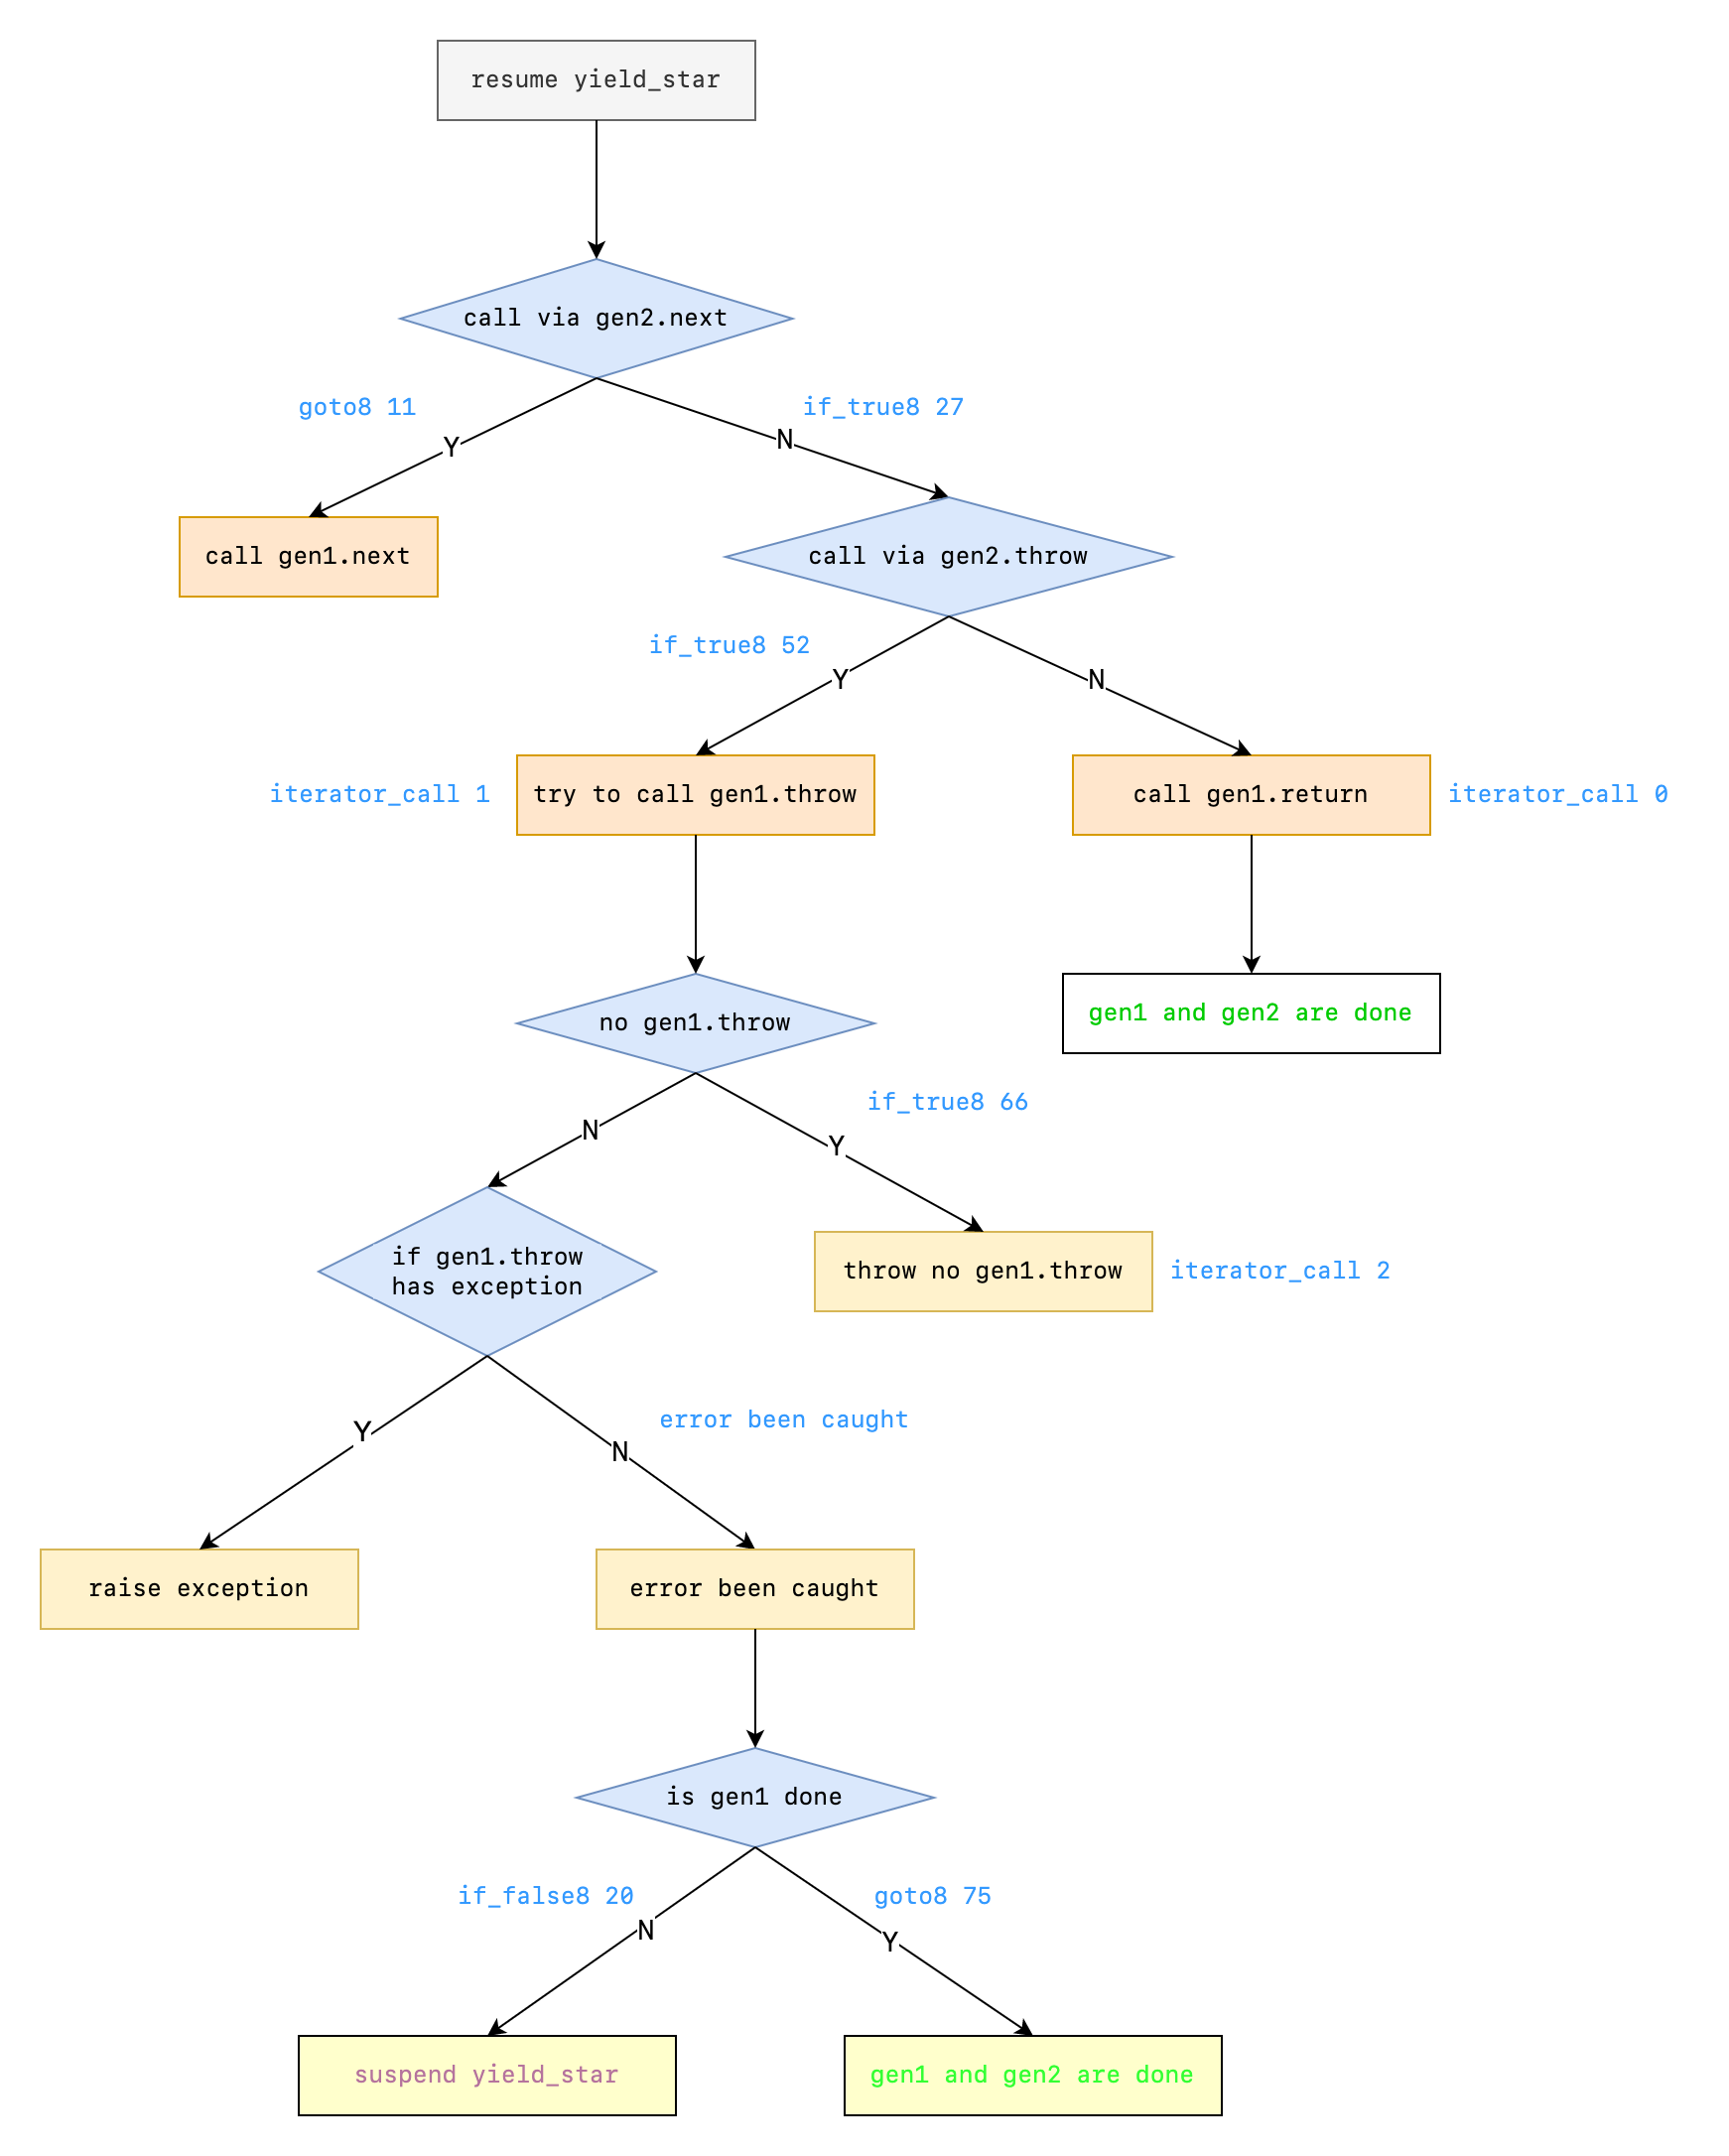 resume yield_star
call via gen2.next
goto8 11
if_true8 27
Y
N
call gen1.next
call via gen2.throw
if_true8 52
Y
N
iterator_call 1
try to call gen1.throw
call gen1.return
iterator_call 0
no gen1.throw
gen1 and gen2 are done
if_true8 66
N
Y
if gen1.throw
has exception
throw no gen1.throw
iterator_call 2
error been caught
Y
N
raise exception
error been caught
is gen1 done
if_false8 20
goto8 75
N
Y
suspend yield_star
gen1 and gen2 are done